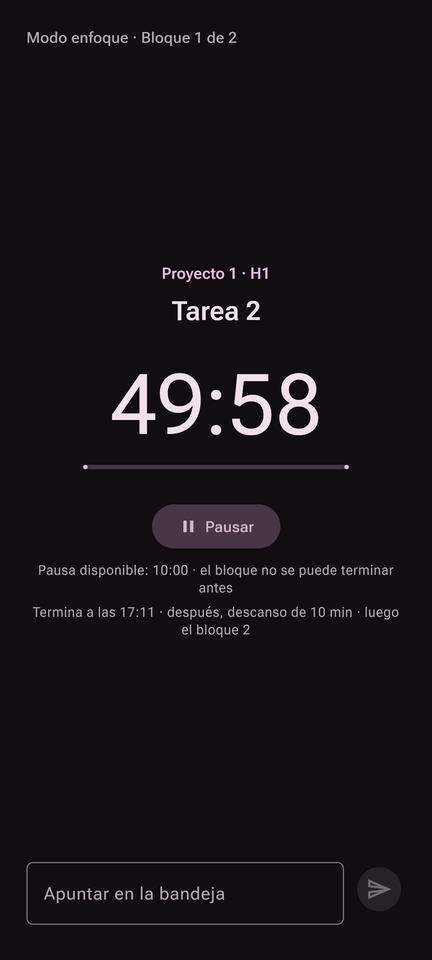 Modo enfoque · Bloque 1 de 2
Proyecto 1 · H1
Tarea 2
49:58
Pausar
Pausa disponible: 10:00 · el bloque no se puede terminar
antes
Termina a las 17:11 · después, descanso de 10 min · luego
el bloque 2
Apuntar en la bandeja